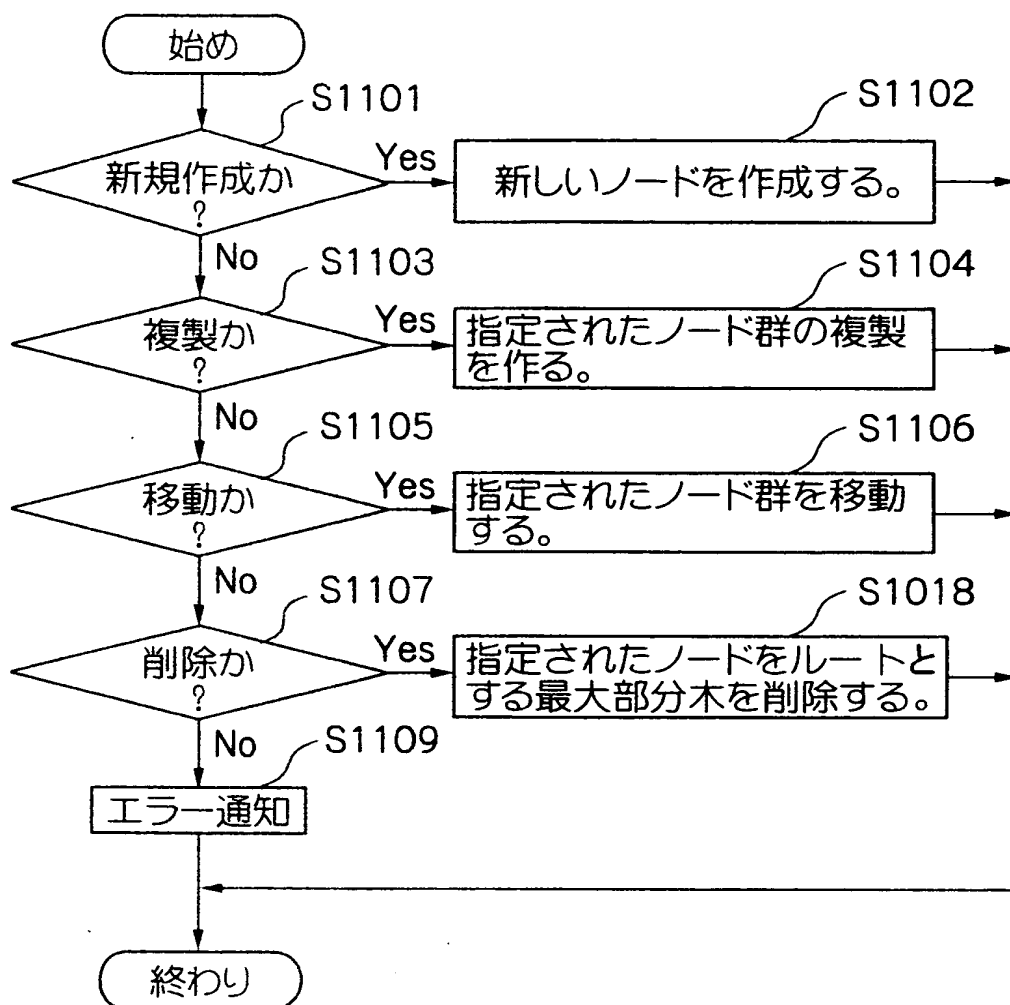 始め
S1101
新規作成か
?
Yes
S1102
新しいノードを作成する。
No
S1103
複製か
?
Yes
S1104
指定されたノード群の複製
を作る。
No
S1105
移動か
?
Yes
S1106
指定されたノード群を移動
する。
No
S1107
削除か
?
Yes
S1018
指定されたノードをルートと
する最大部分木を削除する。
No
S1109
エラー通知
終わり